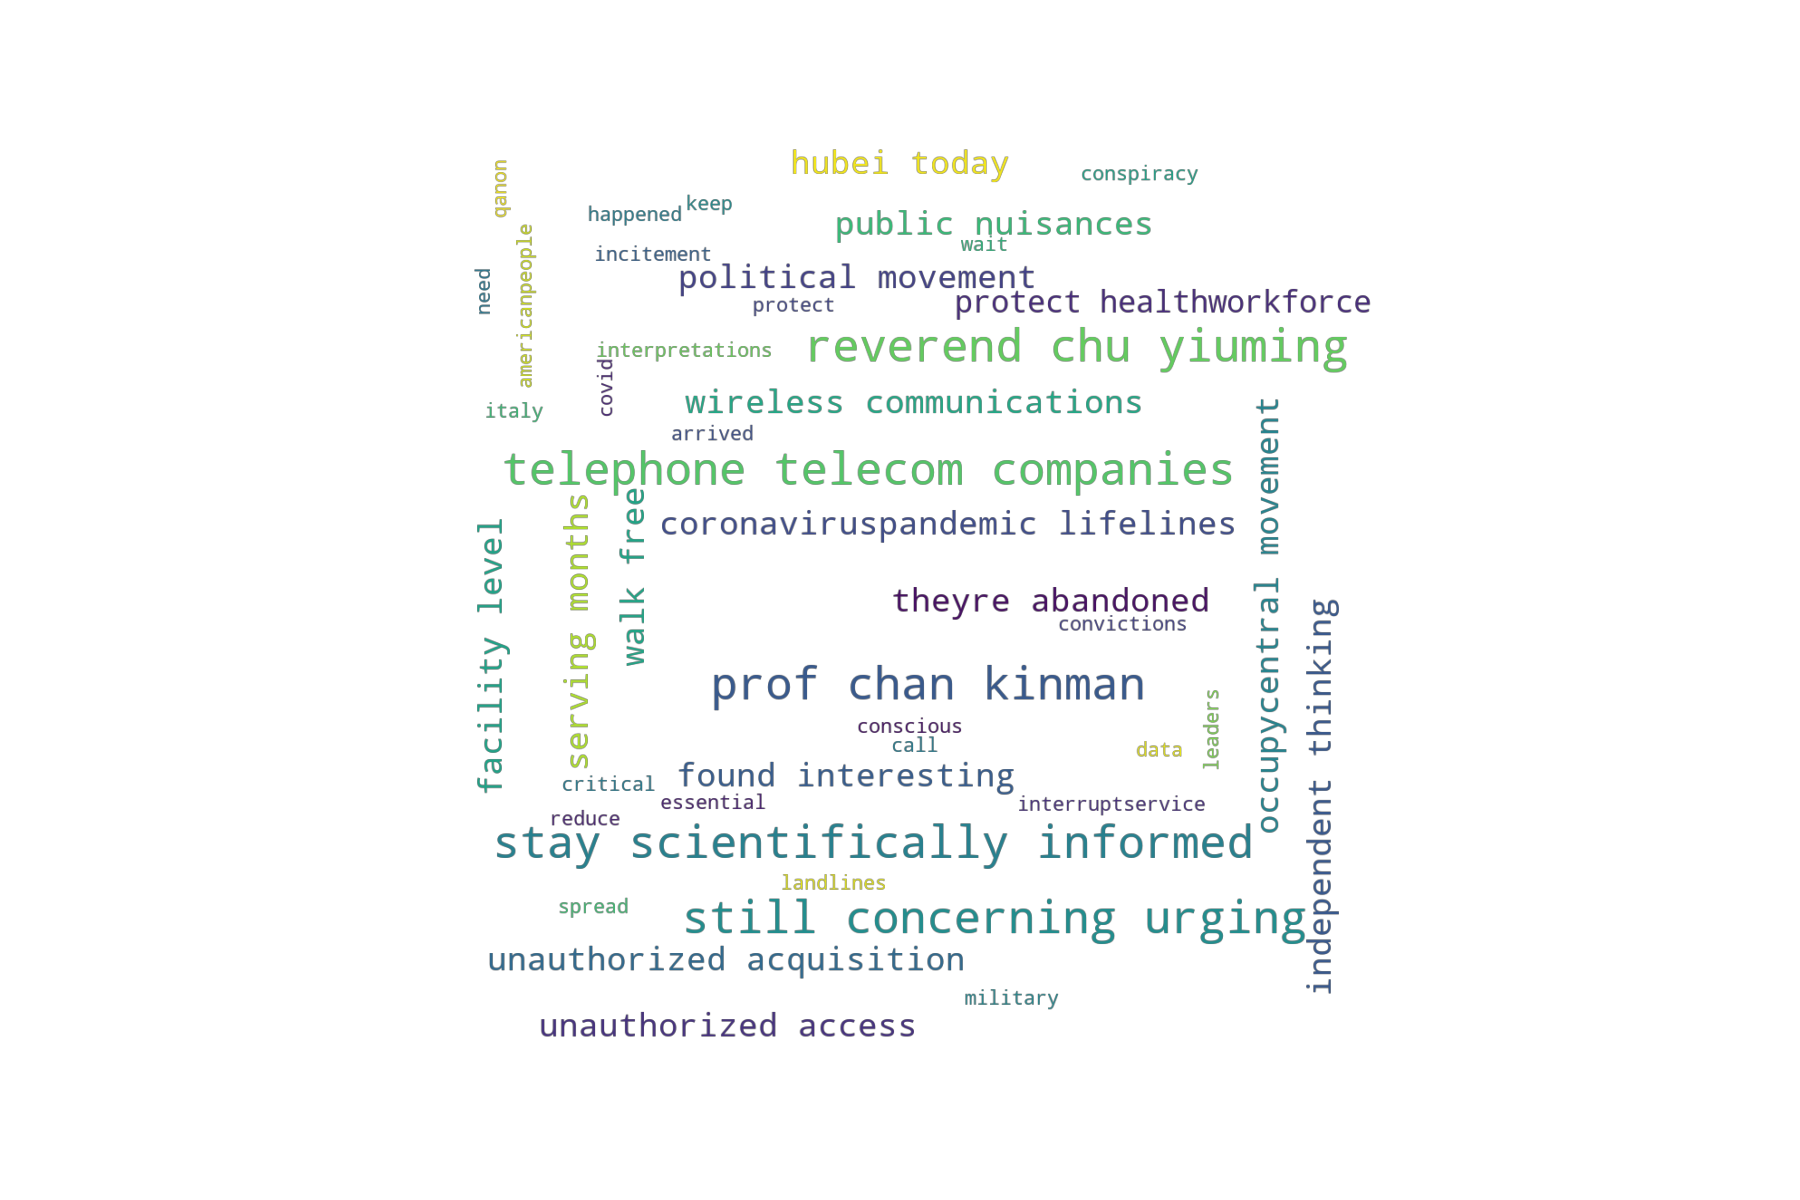 hubei today
qanon
conspiracy
keep
happened
public nuisances
wait
incitement
americanpeople
political movement
need
protect
protect healthworkforce
reverend chu yiuming
interpretations
covid
italy
wireless communications
arrived
occupycentral movement
telephone telecom companies
serving months
walk free
coronaviruspandemic lifelines
facility level
theyre abandoned
convictions
independent thinking
prof chan kinman
leaders
conscious
call
data
found interesting
critical
essential
interruptservice
reduce
stay scientifically informed
landlines
spread
still concerning urging
unauthorized acquisition
military
unauthorized access